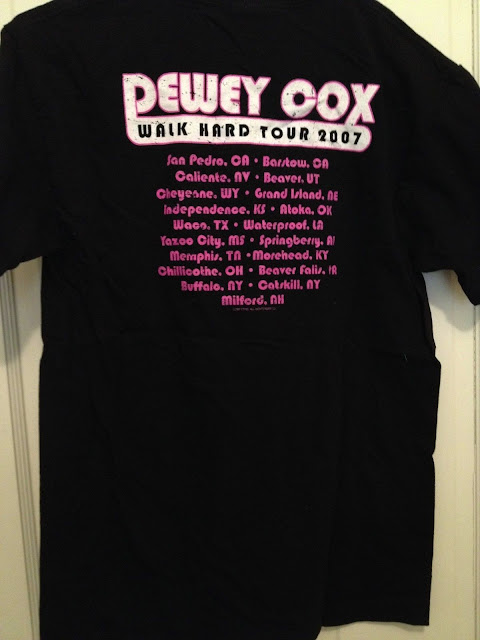 DEWEY COX
WALK HARD TOUR 2007
San Pedro, CA • Barstow, CA
Caliente, NV • Beaver, UT
Cheyenne, WY • Grand Island, NE
Independence, KS • Atoka, OK
Waco, TX • Waterproof, LA
Yazoo City, MS • Springberry, Al
Memphis, TN •Morehead, KY
Chillicothe, OH • Beaver Falls, PA
Buffalo, NY • Catskill, NY
Milford, NH